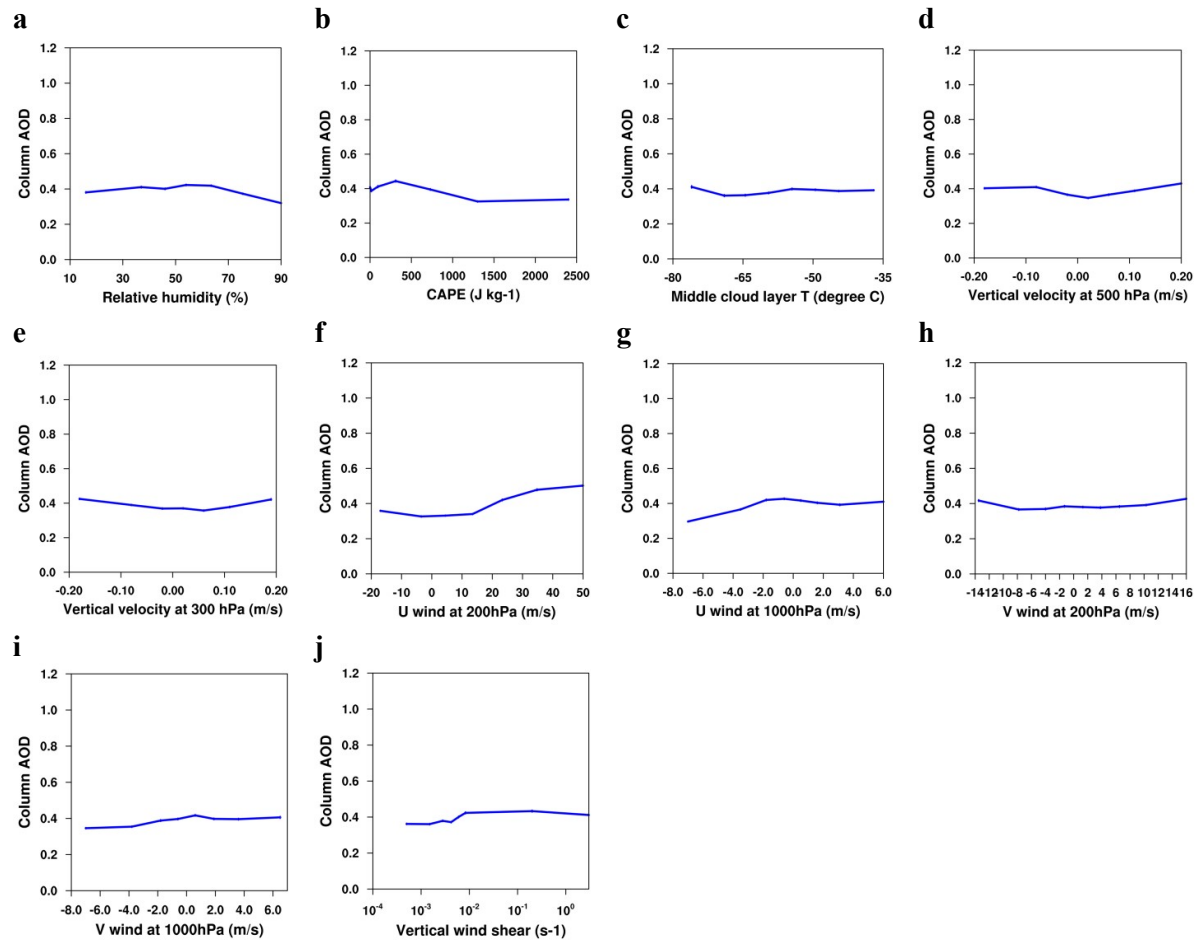 a
1.2
1.0
0.8
0.6
0.4
0.2
0.0
Column AOD
10 30 50 70 90
Relative humidity (%)
b
1.2
1.0
0.8
0.6
0.4
0.2
0.0
Column AOD
0 500 1000 1500 2000 2500
CAPE (J kg-1)
c
1.2
1.0
0.8
0.6
0.4
0.2
0.0
Column AOD
-80 -65 -50 -35
Middle cloud layer T (degree C)
d
1.2
1.0
0.8
0.6
0.4
0.2
0.0
Column AOD
-0.20 -0.10 0.00 0.10 0.20
Vertical velocity at 500 hPa (m/s)
e
1.2
1.0
0.8
0.6
0.4
0.2
0.0
Column AOD
-0.20 -0.10 0.00 0.10 0.20
Vertical velocity at 300 hPa (m/s)
f
1.2
1.0
0.8
0.6
0.4
0.2
0.0
Column AOD
-20 -10 0 10 20 30 40 50
U wind at 200hPa (m/s)
g
1.2
1.0
0.8
0.6
0.4
0.2
0.0
Column AOD
-8.0 -6.0 -4.0 -2.0 0.0 2.0 4.0 6.0
U wind at 1000hPa (m/s)
h
1.2
1.0
0.8
0.6
0.4
0.2
0.0
Column AOD
-14-12-10-8 -6 -4 -2 0 2 4 6 8 10121416
V wind at 200hPa (m/s)
i
1.2
1.0
0.8
0.6
0.4
0.2
0.0
Column AOD
-8.0 -6.0 -4.0 -2.0 0.0 2.0 4.0 6.0
V wind at 1000hPa (m/s)
j
1.2
1.0
0.8
0.6
0.4
0.2
0.0
Column AOD
10⁻⁴ 10⁻³ 10⁻² 10⁻¹ 10⁰
Vertical wind shear (s-1)